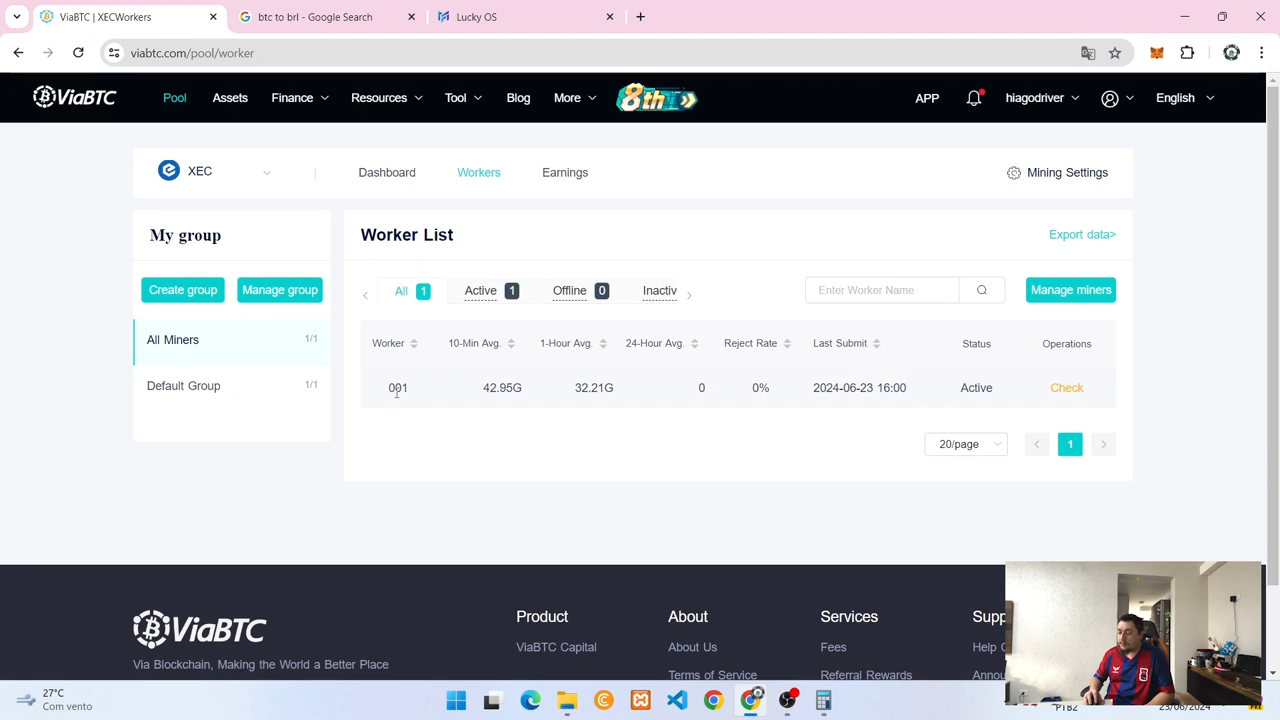 ViaBTC | XECWorkers
btc to brl - Google Search
Lucky OS
viabtc.com/pool/worker
ViaBTC
Pool
Assets
Finance
Resources
Tool
Blog
More
8th
APP
hiagodriver
English
XEC
Dashboard
Workers
Earnings
Mining Settings
My group
Create group
Manage group
All Miners 1/1
Default Group 1/1
Worker List
Export data>
All 1
Active 1
Offline 0
Inactiv
Enter Worker Name
Manage miners
Worker 10-Min Avg. 1-Hour Avg. 24-Hour Avg. Reject Rate Last Submit Status Operations
001 42.95G 32.21G 0 0% 2024-06-23 16:00 Active Check
20/page
1
ViaBTC
Via Blockchain, Making the World a Better Place
Product
ViaBTC Capital
About
About Us
Terms of Service
Services
Fees
Referral Rewards
Supp
Help C
Annou
27°C
Com vento
PTB2
23/06/2024